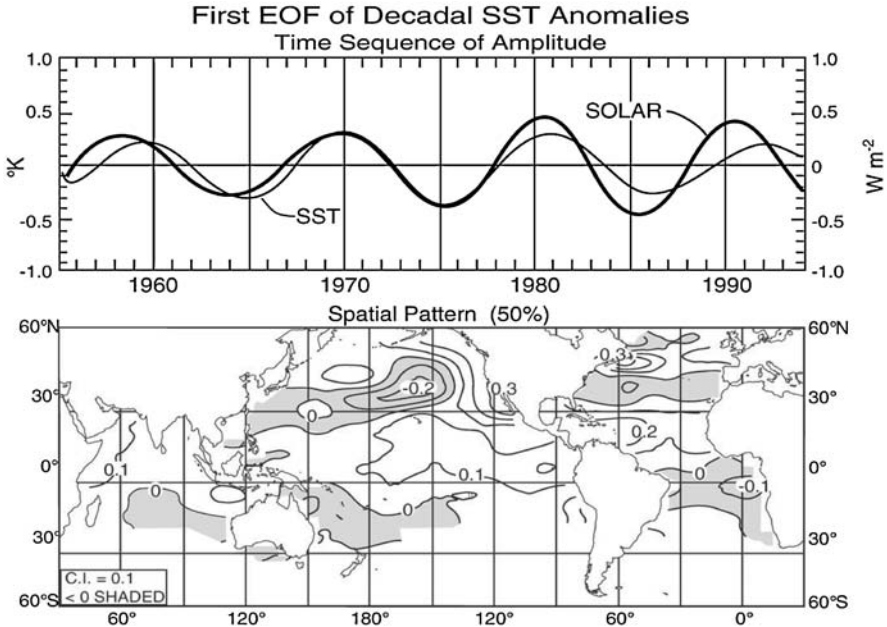 First EOF of Decadal SST Anomalies
Time Sequence of Amplitude
1.0 1.0
0.5 0.5
SOLAR
°K 0 W m⁻²
SST
-0.5 -0.5
-1.0 -1.0
1960 1970 1980 1990
Spatial Pattern (50%)
60°N 60°N
0.3
-0.2 0.3
30° 30°
0
0.2
0.1 0.1 0
0° 0°
0 0 -0.1
30° 30°
C.I. = 0.1
< 0 SHADED
60°S 60°S
60° 120° 180° 120° 60° 0°